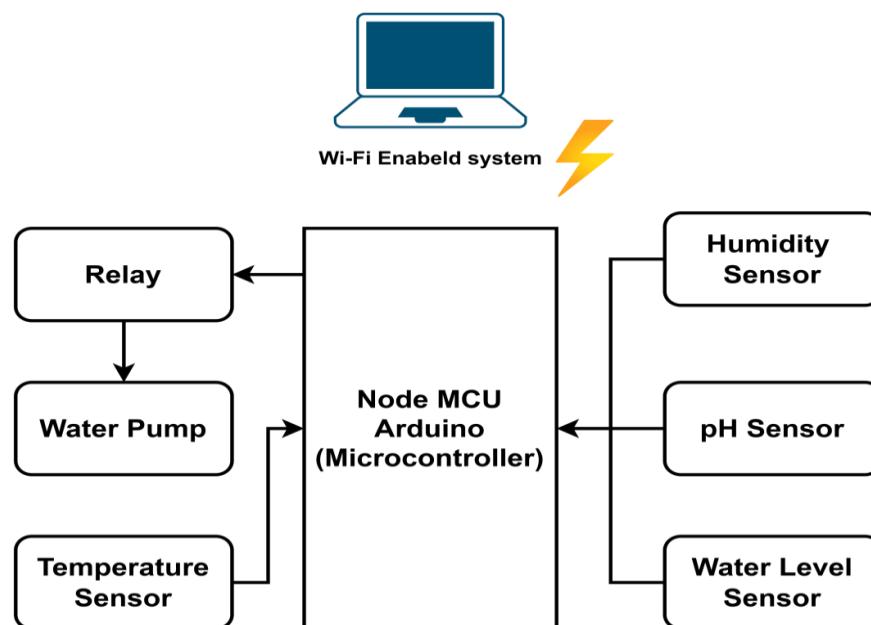 Wi-Fi Enabeld system
Relay
Humidity
Sensor
Water Pump
Node MCU
Arduino
(Microcontroller)
pH Sensor
Temperature
Sensor
Water Level
Sensor